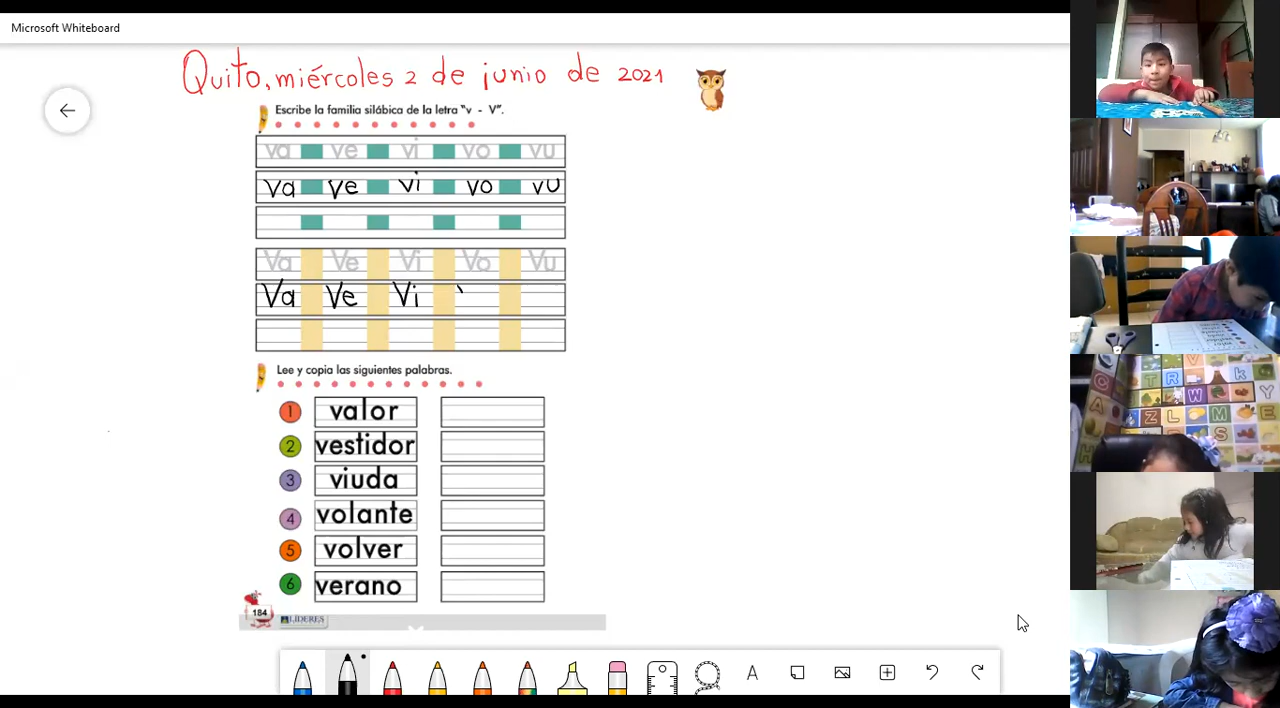 Microsoft Whiteboard
Quito, miércoles 2 de junio de 2021
Escribe la familia silábica de la letra "v - V".
va ve vi vo vu
va ve vi vo vu
Va Ve Vi Vo Vu
Va Ve Vi
Lee y copia las siguientes palabras.
1 valor
2 vestidor
3 viuda
4 volante
5 volver
6 verano
184 LÍDERES
A